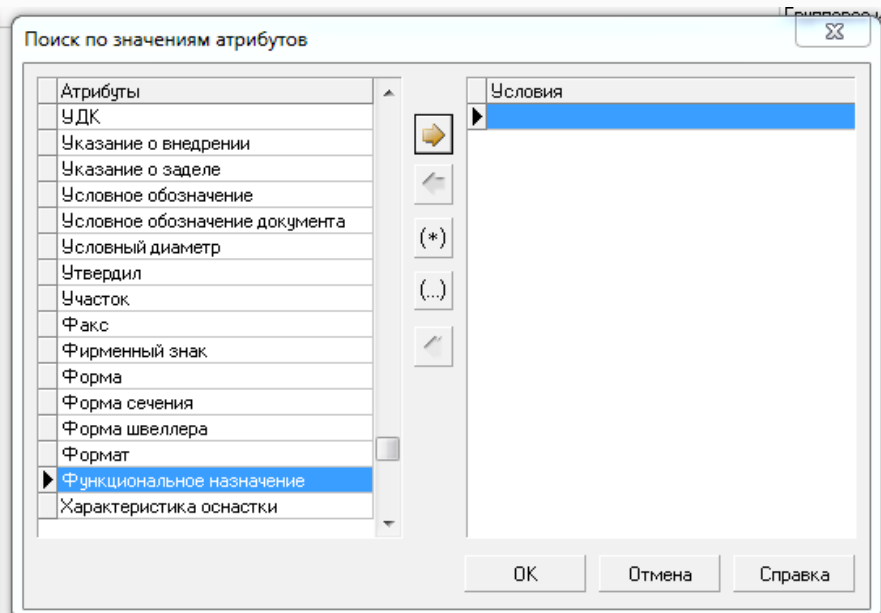 Групповое и
Поиск по значениям атрибутов
Атрибуты
УДК
Указание о внедрении
Указание о заделе
Условное обозначение
Условное обозначение документа
Условный диаметр
Утвердил
Участок
Факс
Фирменный знак
Форма
Форма сечения
Форма швеллера
Формат
Функциональное назначение
Характеристика оснастки
(*)
(...)
Условия
OK
Отмена
Справка